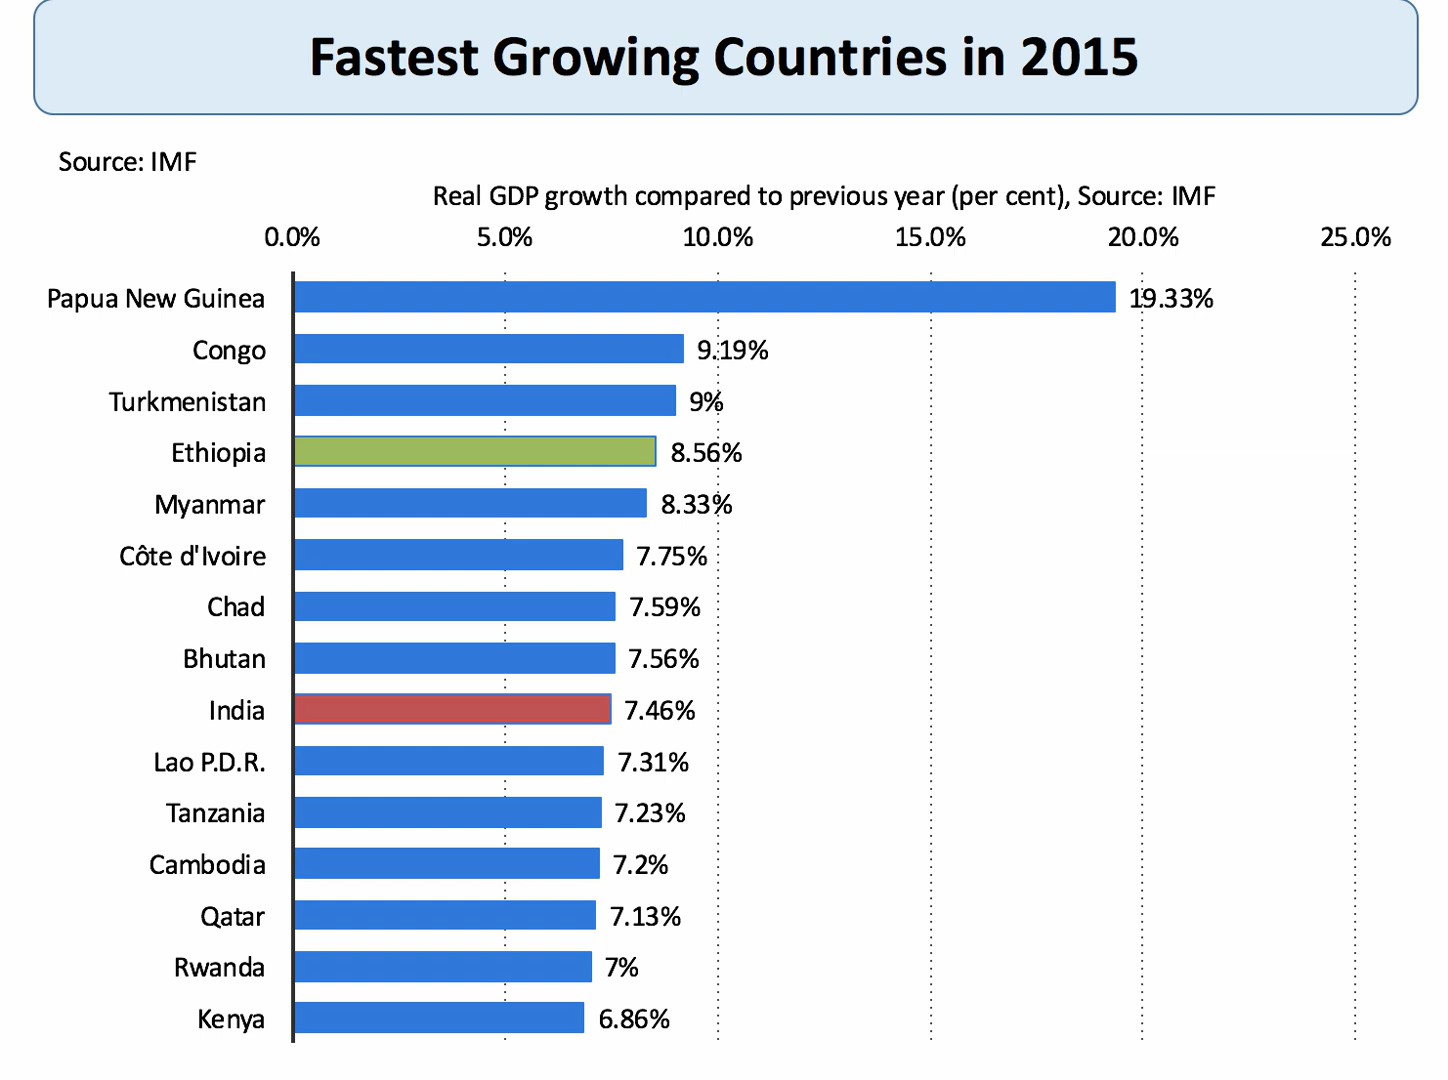 Fastest Growing Countries in 2015
Source: IMF
Real GDP growth compared to previous year (per cent), Source: IMF
0.0% 5.0% 10.0% 15.0% 20.0% 25.0%
Papua New Guinea 19.33%
Congo 9.19%
Turkmenistan 9%
Ethiopia 8.56%
Myanmar 8.33%
Côte d'Ivoire 7.75%
Chad 7.59%
Bhutan 7.56%
India 7.46%
Lao P.D.R. 7.31%
Tanzania 7.23%
Cambodia 7.2%
Qatar 7.13%
Rwanda 7%
Kenya 6.86%